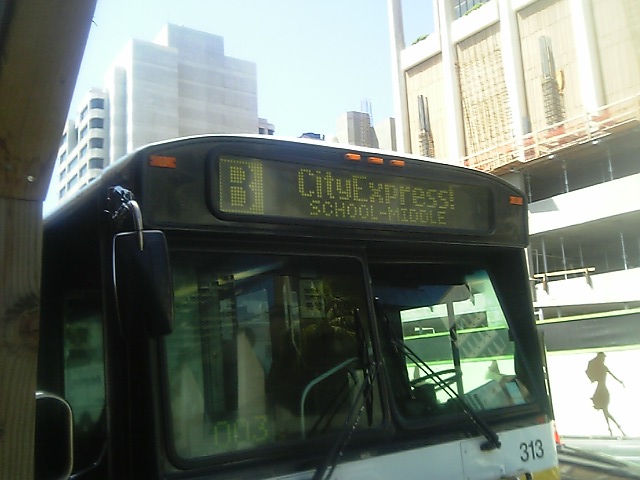 B CityExpress!
SCHOOL-MIDDLE
003
313